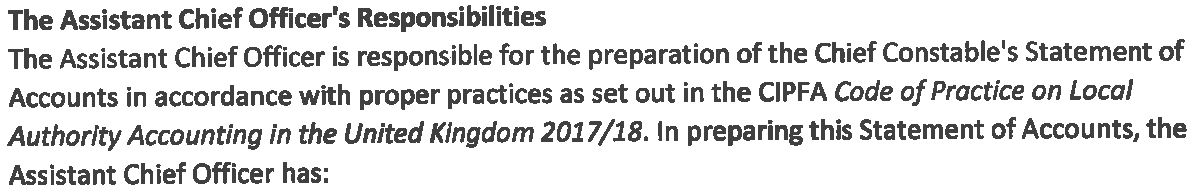 The Assistant Chief Officer's Responsibilities
The Assistant Chief Officer is responsible for the preparation of the Chief Constable's Statement of
Accounts in accordance with proper practices as set out in the CIPFA Code of Practice on Local
Authority Accounting in the United Kingdom 2017/18. In preparing this Statement of Accounts, the
Assistant Chief Officer has: